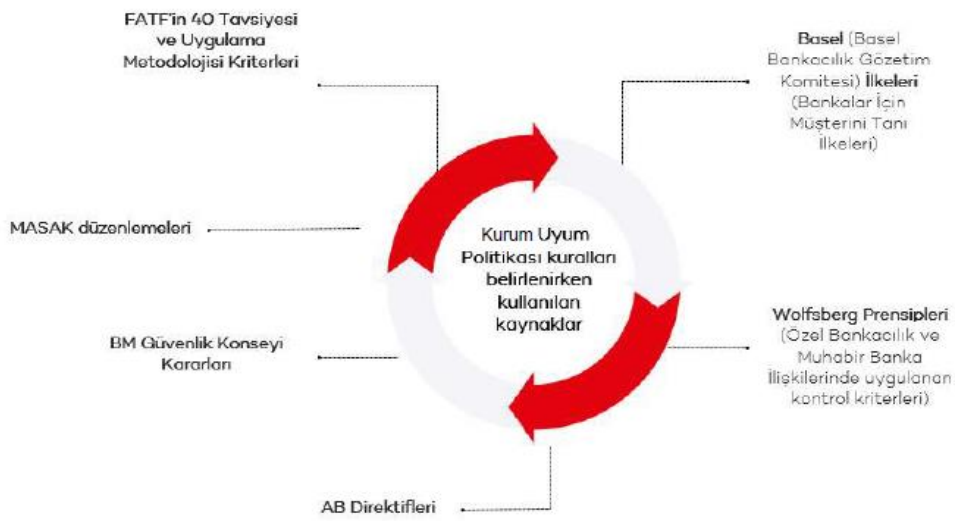 FATF'in 40 Tavsiyesi
ve Uygulama
Metodolojisi Kriterleri
Basel (Basel
Bankacılık Gözetim
Komitesi) İlkeleri
(Bankalar İçin
Müşterini Tanı
İlkeleri)
MASAK düzenlemeleri
Kurum Uyum
Politikası kuralları
belirlenirken
kullanılan
kaynaklar
BM Güvenlik Konseyi
Kararları
Wolfsberg Prensipleri
(Özel Bankacılık ve
Muhabir Banka
İlişkilerinde uygulanan
kontrol kriterleri)
AB Direktifleri